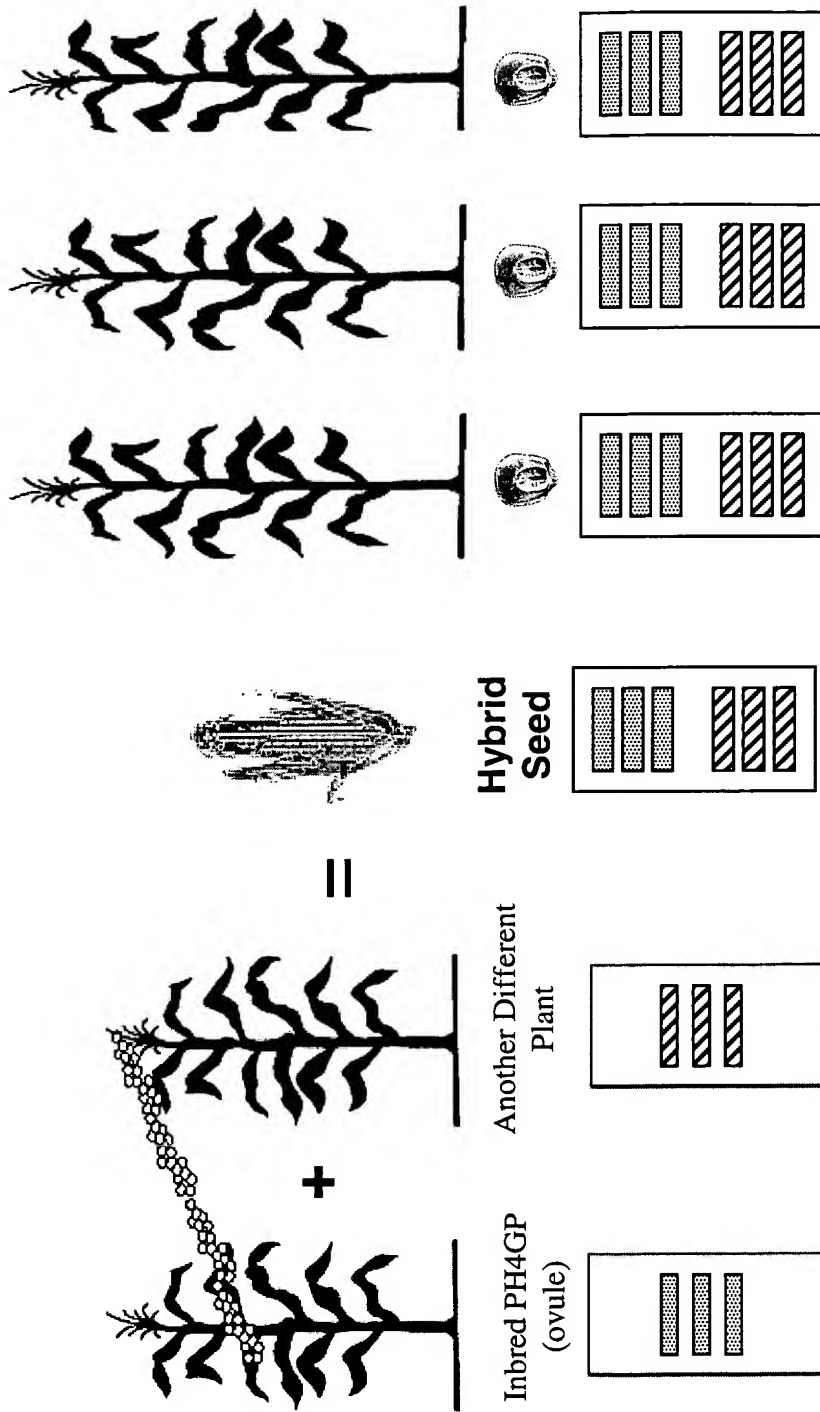 Inbred PH4GP
(ovule)
+
Another Different
Plant
=
Hybrid
Seed